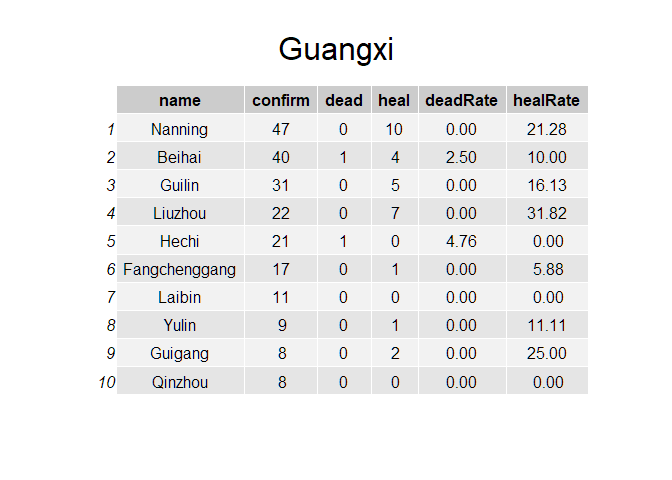 Guangxi
name confirm dead heal deadRate healRate
1 Nanning 47 0 10 0.00 21.28
2 Beihai 40 1 4 2.50 10.00
3 Guilin 31 0 5 0.00 16.13
4 Liuzhou 22 0 7 0.00 31.82
5 Hechi 21 1 0 4.76 0.00
6 Fangchenggang 17 0 1 0.00 5.88
7 Laibin 11 0 0 0.00 0.00
8 Yulin 9 0 1 0.00 11.11
9 Guigang 8 0 2 0.00 25.00
10 Qinzhou 8 0 0 0.00 0.00